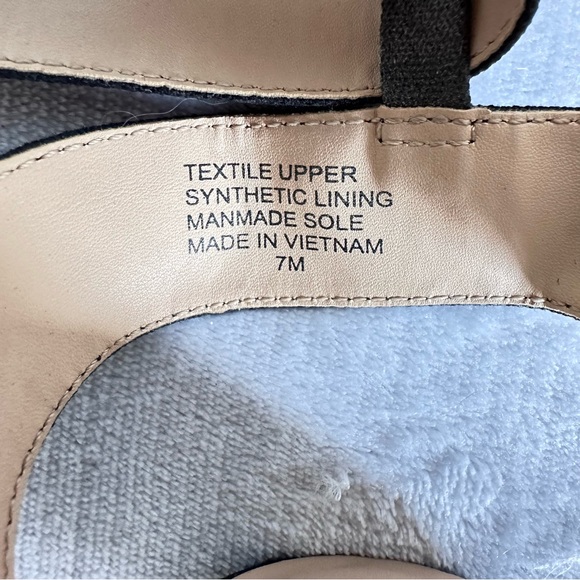 TEXTILE UPPER
SYNTHETIC LINING
MANMADE SOLE
MADE IN VIETNAM
7M